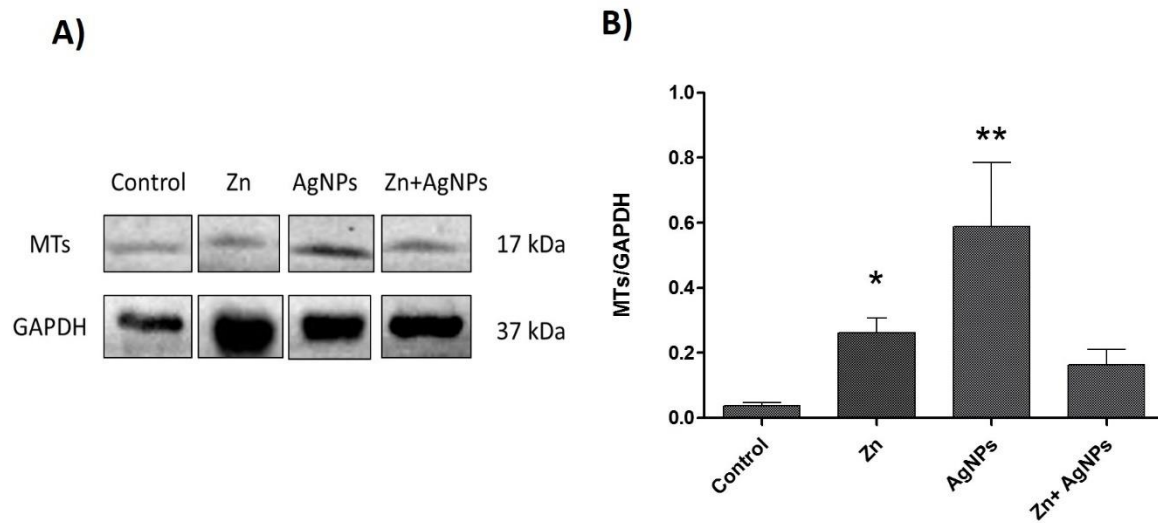 A)
Control Zn AgNPs Zn+AgNPs
MTs 17 kDa
GAPDH 37 kDa
B)
1.0
0.8
0.6
0.4
0.2
0.0
MTs/GAPDH
*
**
Control
Zn
AgNPs
Zn+ AgNPs